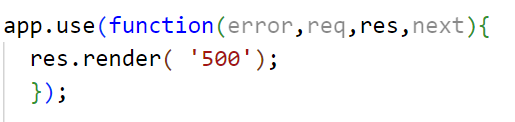 app.use(function(error,req,res,next){
  res.render( '500');
  });